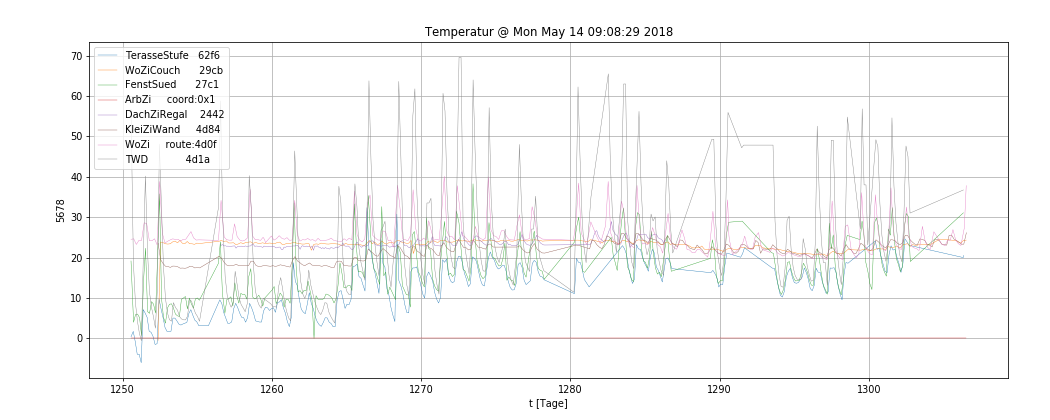 Temperatur @ Mon May 14 09:08:29 2018
70
60
50
40
30
20
10
0
5678
TerasseStufe 62f6
WoZiCouch 29cb
FenstSued 27c1
ArbZi coord:0x1
DachZiRegal 2442
KleiZiWand 4d84
WoZi route:4d0f
TWD 4d1a
1250 1260 1270 1280 1290 1300
t [Tage]